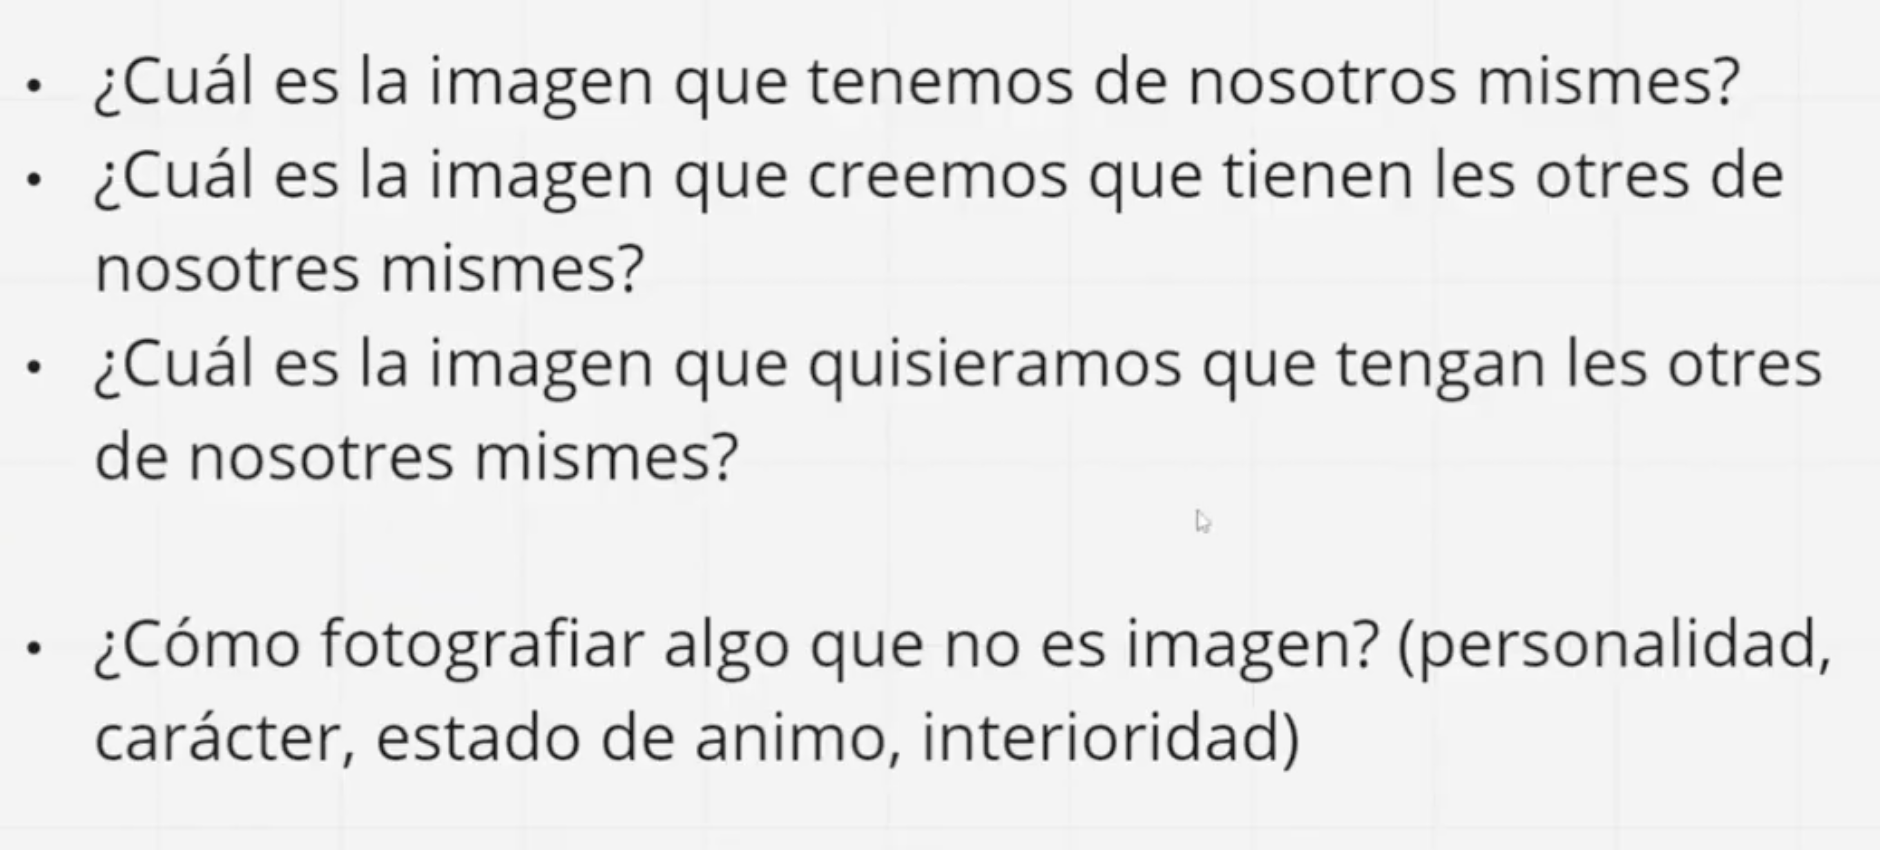 • ¿Cuál es la imagen que tenemos de nosotros mismes?
• ¿Cuál es la imagen que creemos que tienen les otres de
nosotres mismes?
• ¿Cuál es la imagen que quisieramos que tengan les otres
de nosotres mismes?
• ¿Cómo fotografiar algo que no es imagen? (personalidad,
carácter, estado de animo, interioridad)